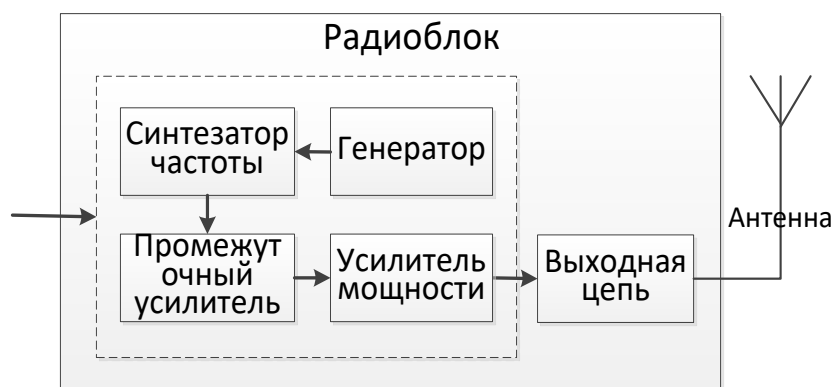 Радиоблок
Синтезатор
частоты
Генератор
Промежут
очный
усилитель
Усилитель
мощности
Выходная
цепь
Антенна